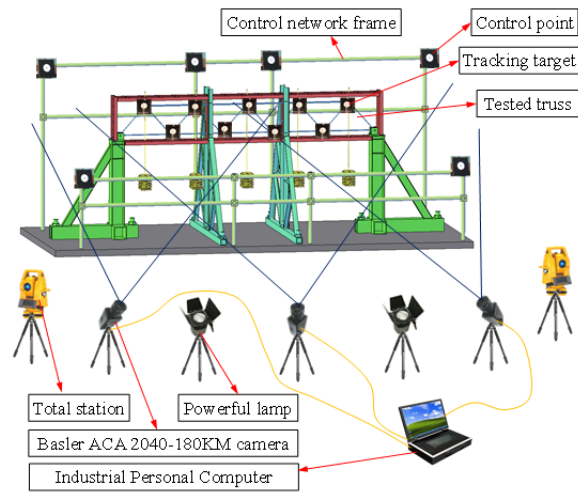 Control network frame
Control point
Tracking target
Tested truss
Total station
Powerful lamp
Basler ACA 2040-180KM camera
Industrial Personal Computer